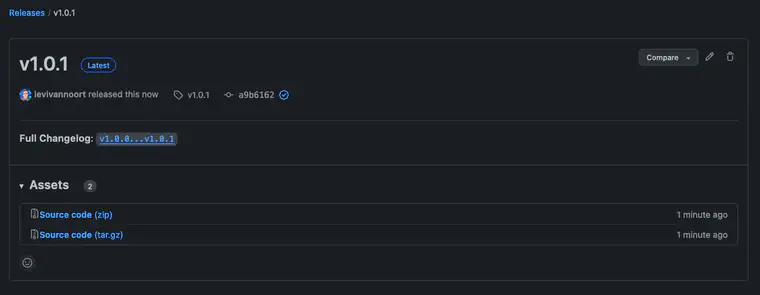 Releases / v1.0.1
v1.0.1 Latest
Compare
levivannoort released this now v1.0.1 a9b6162
Full Changelog: v1.0.0...v1.0.1
Assets 2
Source code (zip) 1 minute ago
Source code (tar.gz) 1 minute ago